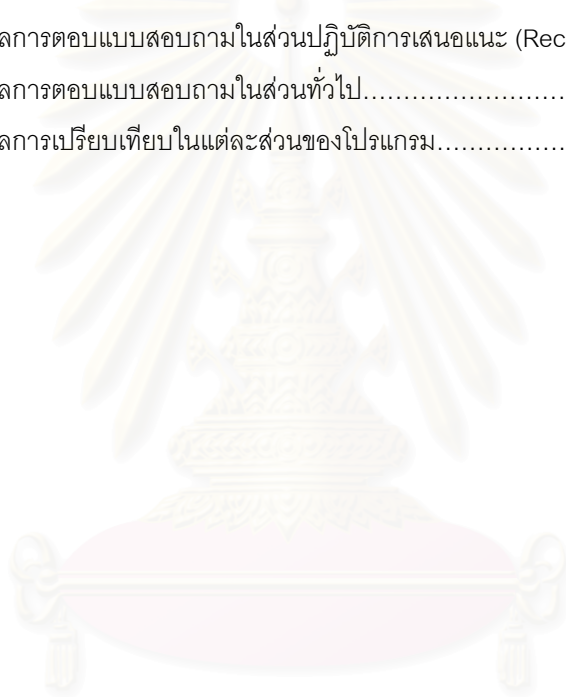 ลการตอบแบบสอบถามในส่วนปฏิบัติการเสนอแนะ (Rec
ลการตอบแบบสอบถามในส่วนทั่วไป........................
ลการเปรียบเทียบในแต่ละส่วนของโปรแกรม................